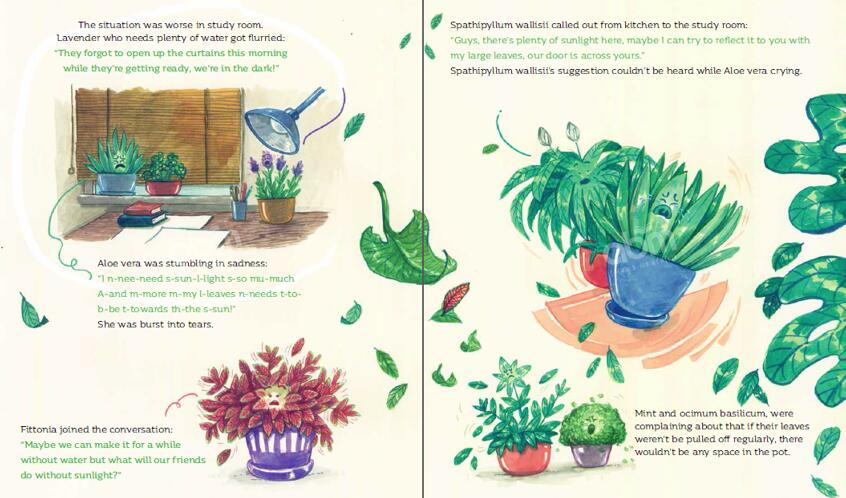 The situation was worse in study room.
Lavender who needs plenty of water got flurried:
"They forgot to open up the curtains this morning
while they're getting ready, we're in the dark!"
Aloe vera was stumbling in sadness:
"I n-nee-need s-sun-l-light s-so mu-much
A-and m-more m-my l-leaves n-needs t-to-
b-be t-towards th-the s-sun!"
She was burst into tears.
Fittonia joined the conversation:
"Maybe we can make it for a while
without water but what will our friends
do without sunlight?"
Spathipyllum wallisii called out from kitchen to the study room:
"Guys, there's plenty of sunlight here, maybe I can try to reflect it to you with
my large leaves, our door is across yours."
Spathipyllum wallisii's suggestion couldn't be heard while Aloe vera crying.
Mint and ocimum basilicum, were
complaining about that if their leaves
weren't be pulled off regularly, there
wouldn't be any space in the pot.